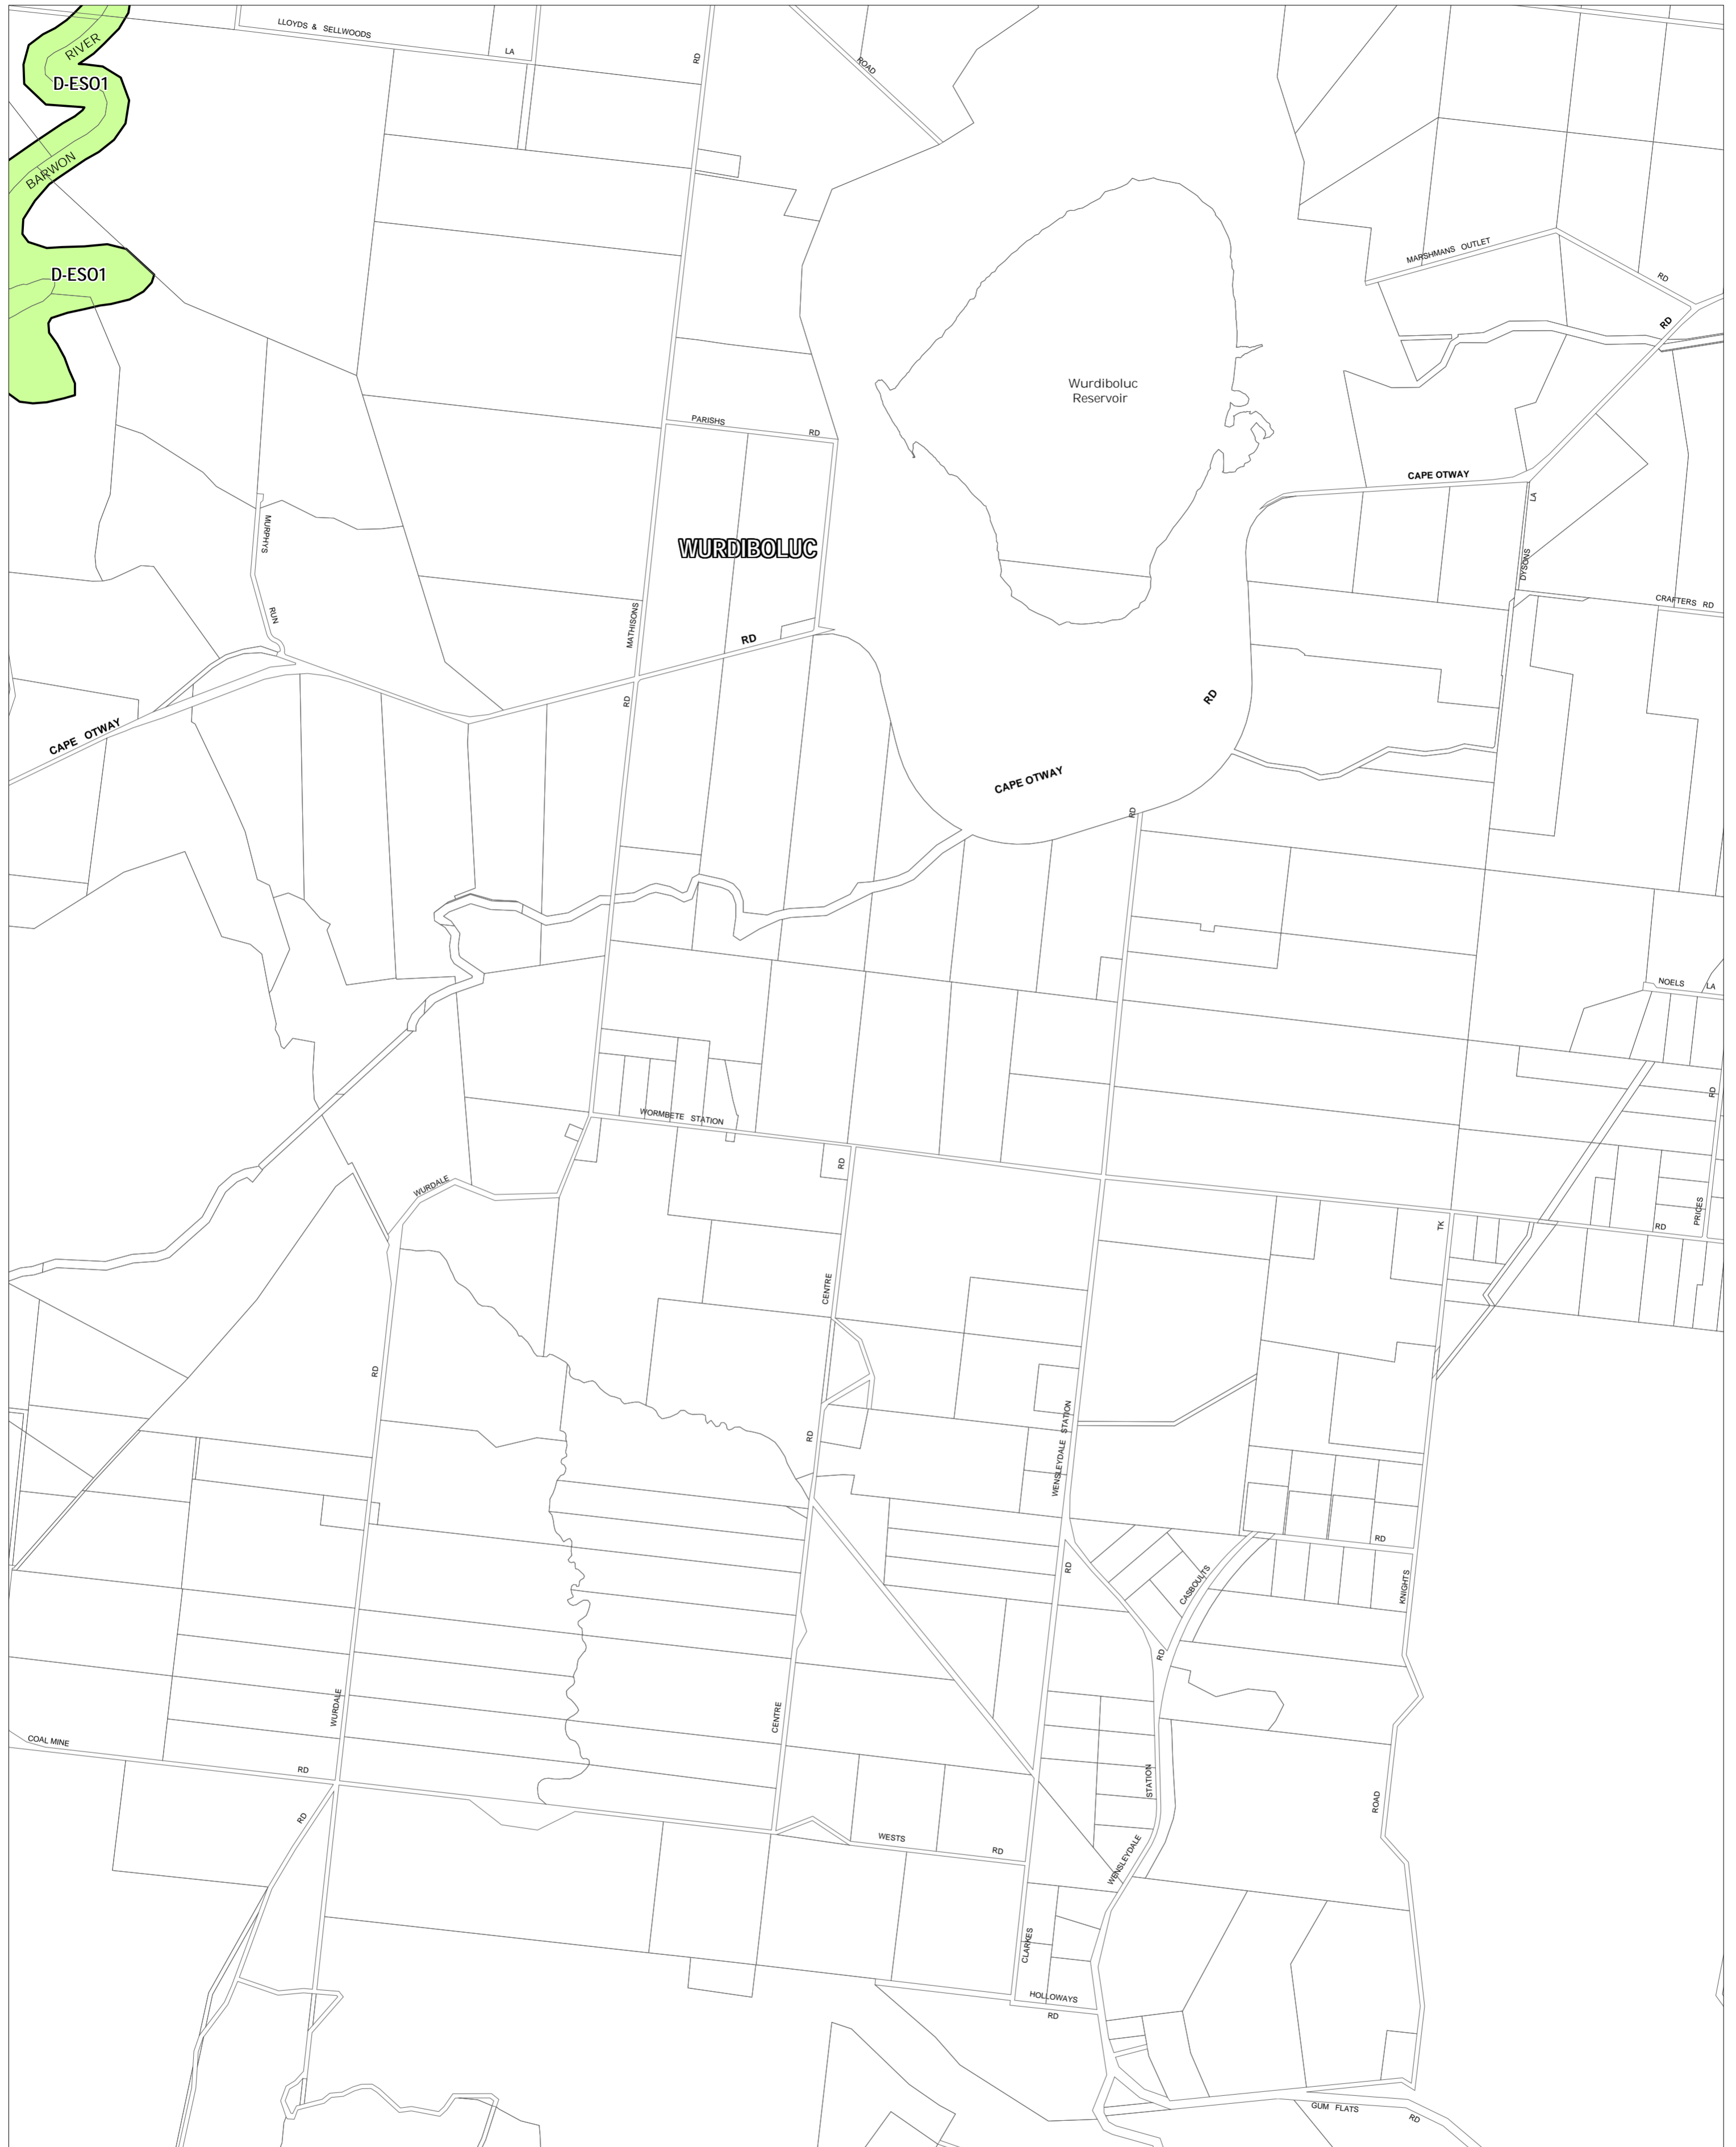 LLOYDS & SELLWOODS
LA
RD
ROAD
RIVER
D-ESO1
BARWON
D-ESO1
MARSHMANS OUTLET
RD
RD
Wurdiboluc
Reservoir
PARISHS
RD
CAPE OTWAY
LA
MURPHYS
WURDIBOLUC
DYSONS
CRAFTERS RD
RUN
MATHISONS
RD
RD
RD
CAPE OTWAY
CAPE OTWAY
RD
NOELS
LA
RD
WORMBETE STATION
RD
WURDALE
PRICES
TK
RD
CENTRE
RD
WENSLEYDALE STATION
RD
RD
RD
CASBOULTS
KNIGHTS
RD
WURDALE
CENTRE
COAL MINE
RD
STATION
ROAD
RD
WESTS
RD
WENSLEYDALE
CLARKES
HOLLOWAYS
RD
GUM FLATS
RD